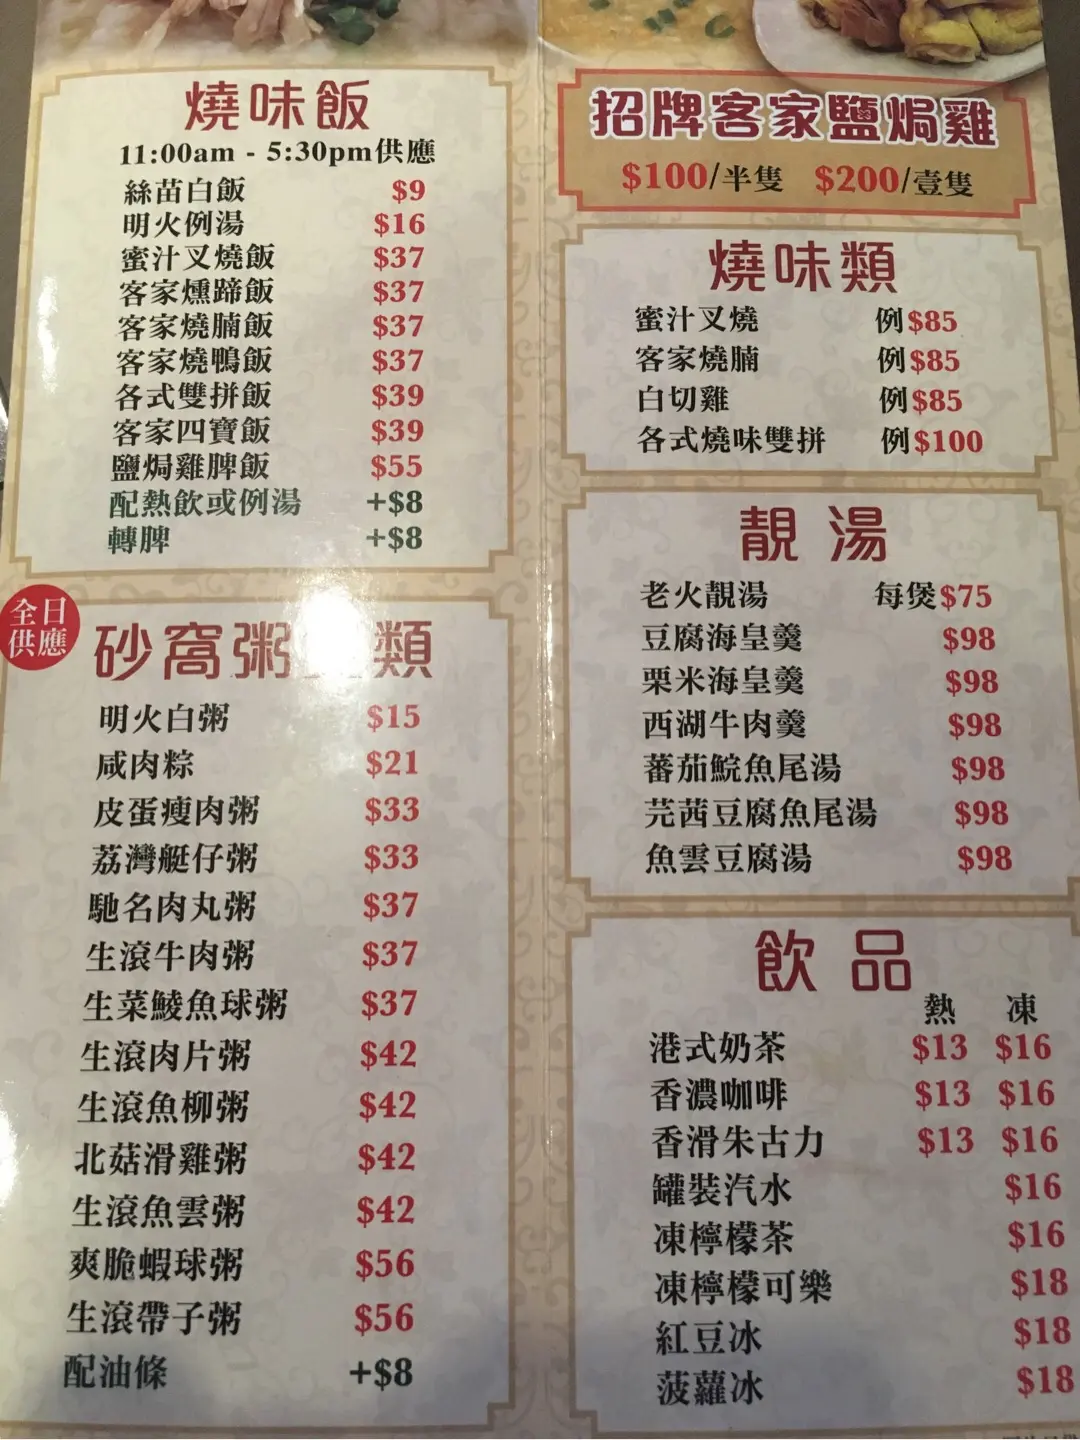 燒味飯
11:00am - 5:30pm供應
絲苗白飯 $9
明火例湯 $16
蜜汁叉燒飯 $37
客家燻蹄飯 $37
客家燒腩飯 $37
客家燒鴨飯 $37
各式雙拼飯 $39
客家四寶飯 $39
鹽焗雞脾飯 $55
配熱飲或例湯 +$8
轉脾 +$8
全日
供應
砂窩粥 類
明火白粥 $15
咸肉粽 $21
皮蛋瘦肉粥 $33
荔灣艇仔粥 $33
馳名肉丸粥 $37
生滾牛肉粥 $37
生菜鯪魚球粥 $37
生滾肉片粥 $42
生滾魚柳粥 $42
北菇滑雞粥 $42
生滾魚雲粥 $42
爽脆蝦球粥 $56
生滾帶子粥 $56
配油條 +$8
招牌客家鹽焗雞
$100/半隻 $200/壹隻
燒味類
蜜汁叉燒 例$85
客家燒腩 例$85
白切雞 例$85
各式燒味雙拼 例$100
靚湯
老火靚湯 每煲$75
豆腐海皇羹 $98
栗米海皇羹 $98
西湖牛肉羹 $98
蕃茄鯇魚尾湯 $98
芫茜豆腐魚尾湯 $98
魚雲豆腐湯 $98
飲品
熱 凍
港式奶茶 $13 $16
香濃咖啡 $13 $16
香滑朱古力 $13 $16
罐裝汽水 $16
凍檸檬茶 $16
凍檸檬可樂 $18
紅豆冰 $18
菠蘿冰 $18